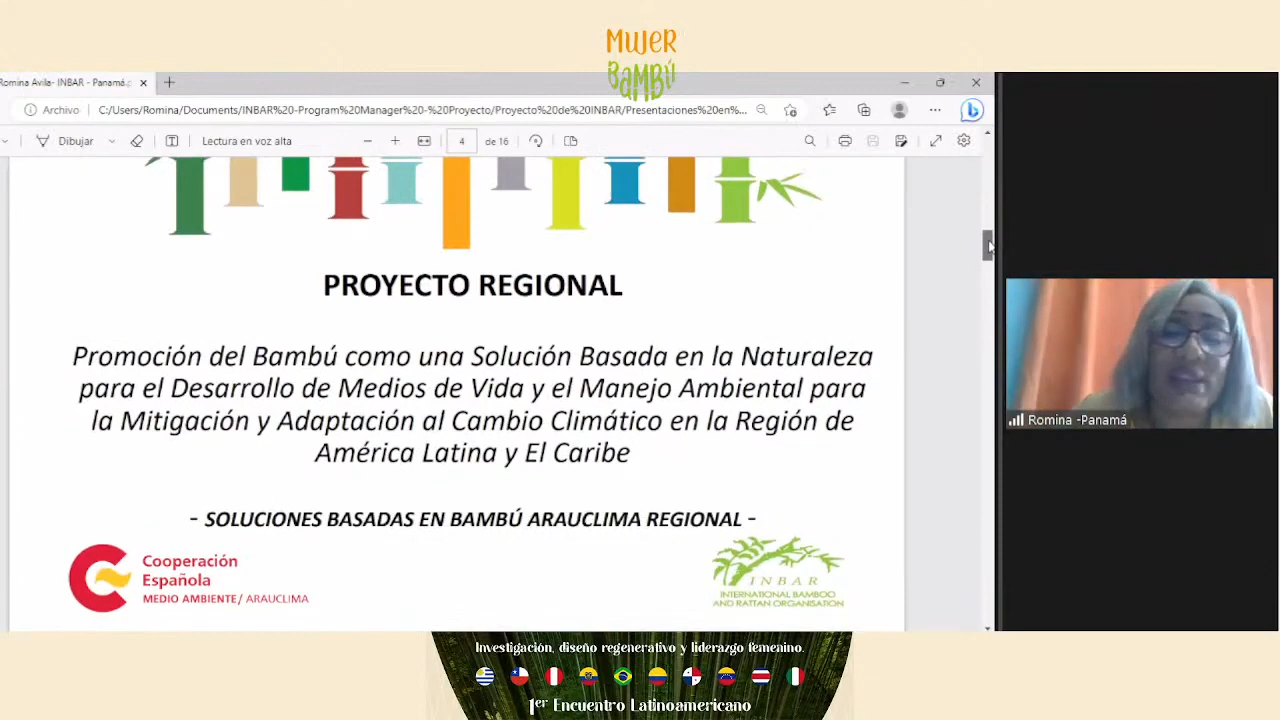 MUJER
BAMBÚ
Romina Avila- INBAR - Panamá.p
Archivo
C:/Users/Romina/Documents/INBAR%20-Program%20Manager%20-%20Proyecto/Proyecto%20de%20INBAR/Presentaciones%20en%...
Dibujar
Lectura en voz alta
4
de 16
PROYECTO REGIONAL
Promoción del Bambú como una Solución Basada en la Naturaleza
para el Desarrollo de Medios de Vida y el Manejo Ambiental para
la Mitigación y Adaptación al Cambio Climático en la Región de
América Latina y El Caribe
- SOLUCIONES BASADAS EN BAMBÚ ARAUCLIMA REGIONAL -
Cooperación
Española
MEDIO AMBIENTE/ ARAUCLIMA
INBAR
INTERNATIONAL BAMBOO
AND RATTAN ORGANISATION
Romina -Panamá
Investigación, diseño regenerativo y liderazgo femenino.
1er Encuentro Latinoamericano